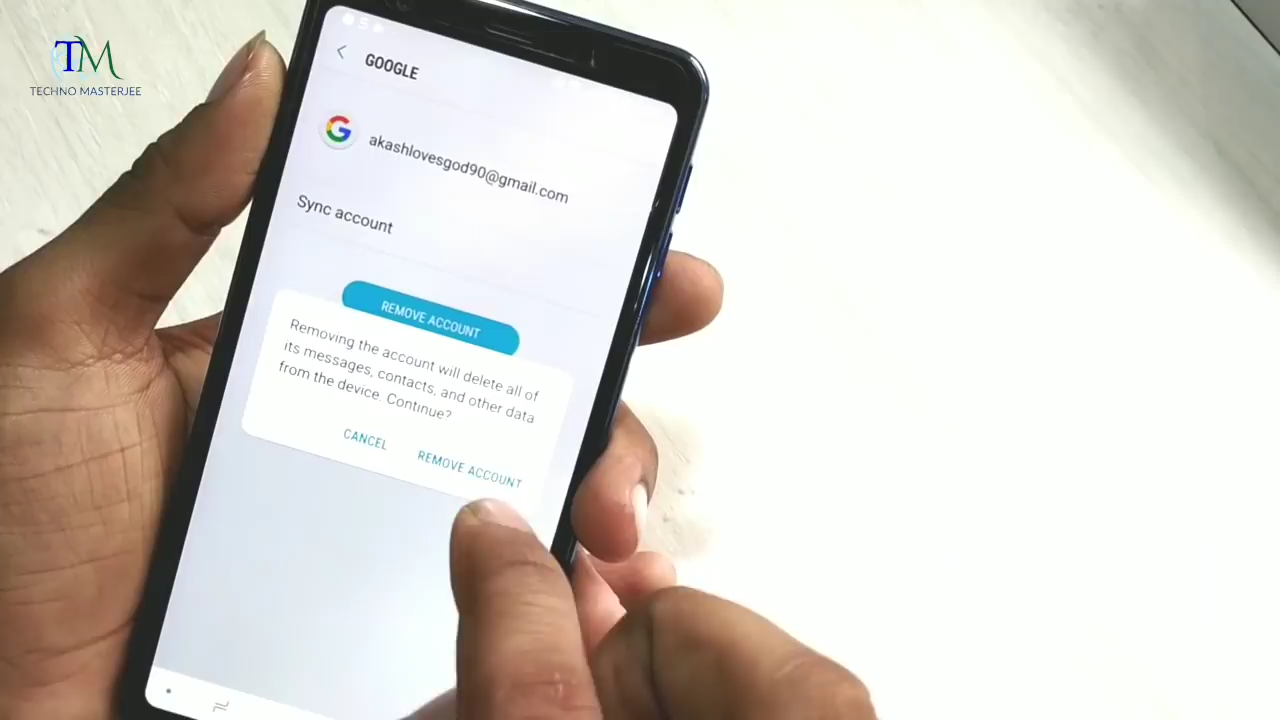 TM
TECHNO MASTERJEE
GOOGLE
G
akashlovesgod90@gmail.com
Sync account
REMOVE ACCOUNT
Removing the account will delete all of
its messages, contacts, and other data
from the device. Continue?
CANCEL REMOVE ACCOUNT